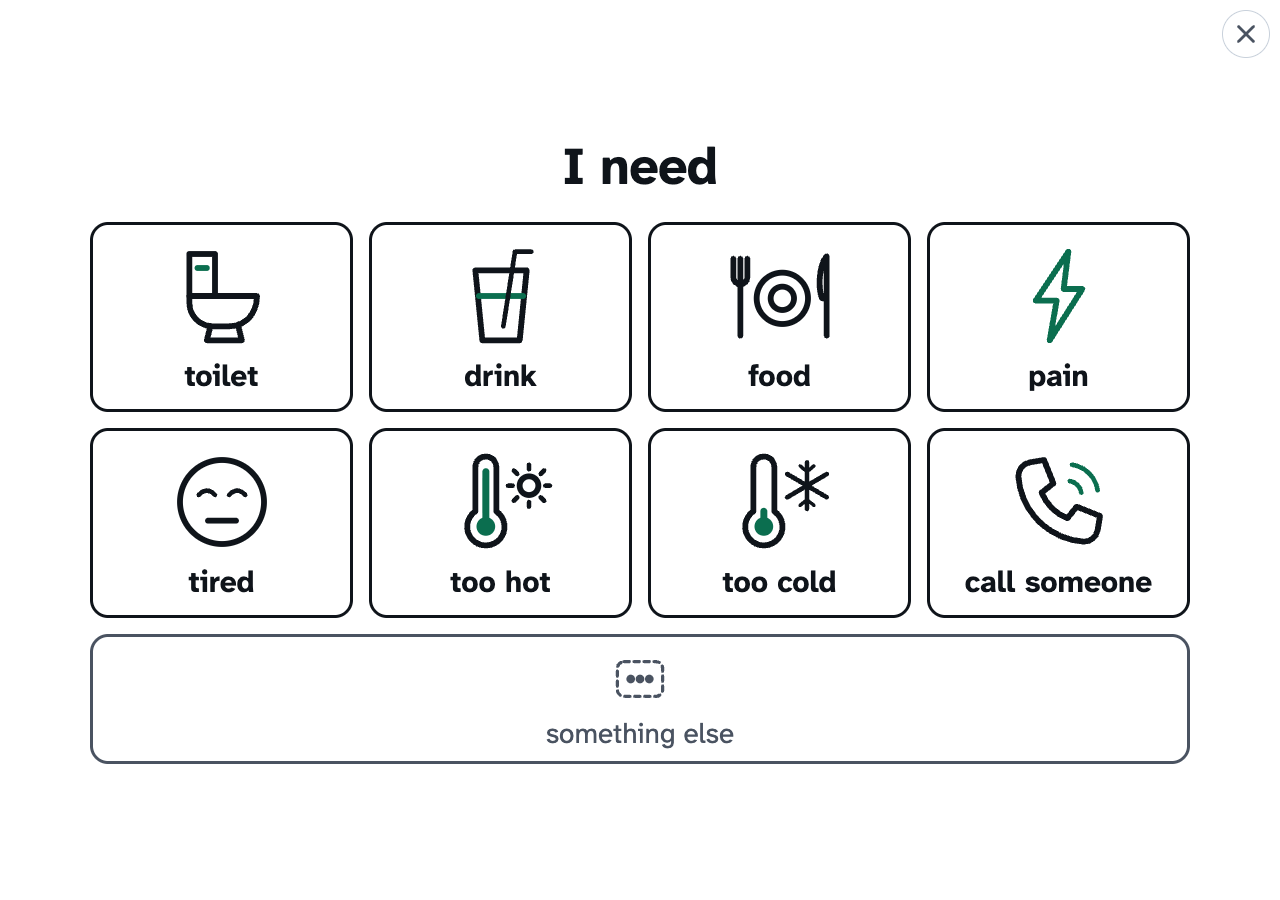 I need
toilet
drink
food
pain
tired
too hot
too cold
call someone
something else